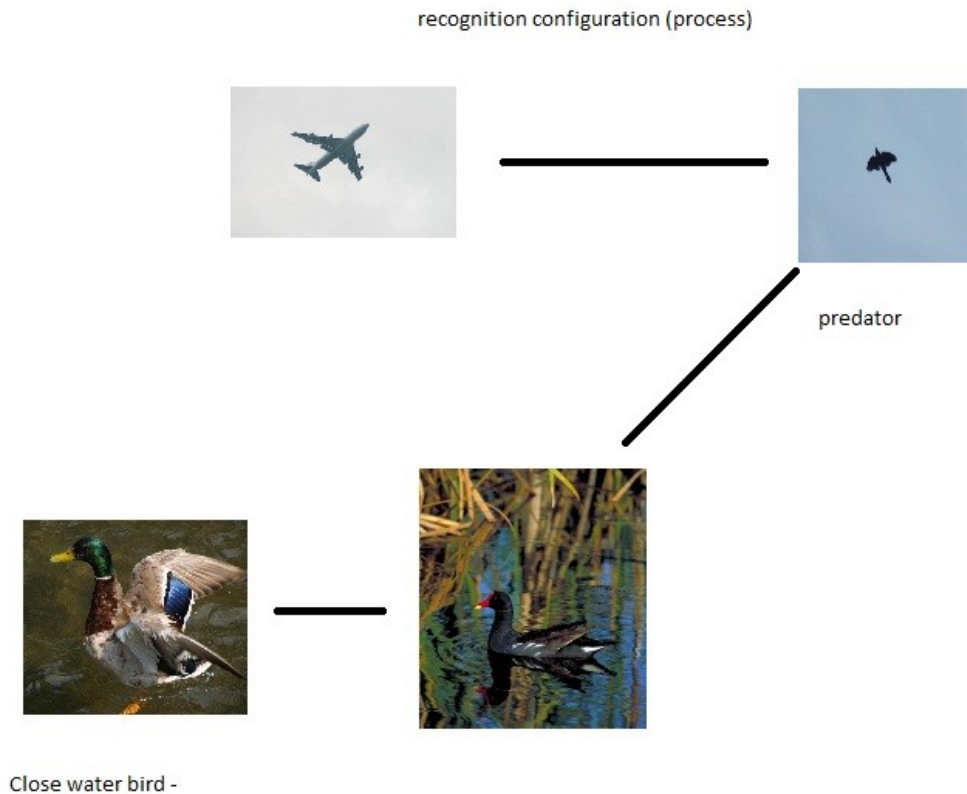 recognition configuration (process)
predator
Close water bird -